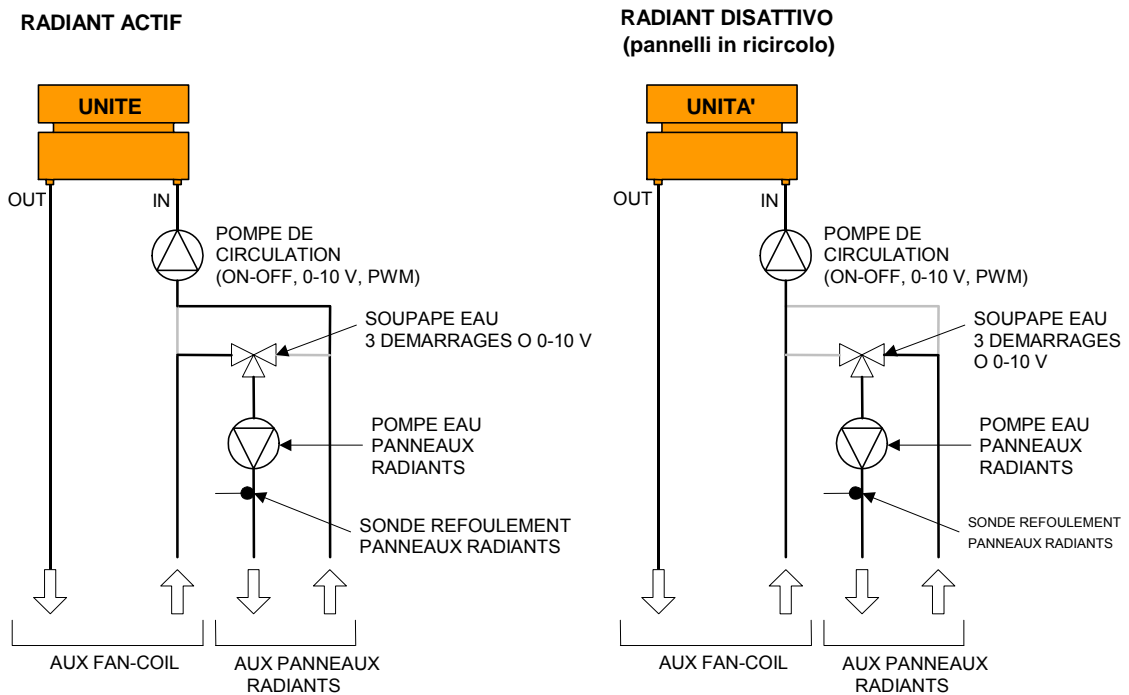 RADIANT ACTIF
UNITE
OUT
IN
POMPE DE
CIRCULATION
(ON-OFF, 0-10 V, PWM)
SOUPAPE EAU
3 DEMARRAGES O 0-10 V
POMPE EAU
PANNEAUX
RADIANTS
SONDE REFOULEMENT
PANNEAUX RADIANTS
AUX FAN-COIL
AUX PANNEAUX
RADIANTS
RADIANT DISATTIVO
(pannelli in ricircolo)
UNITA'
OUT
IN
POMPE DE
CIRCULATION
(ON-OFF, 0-10 V, PWM)
SOUPAPE EAU
3 DEMARRAGES
O 0-10 V
POMPE EAU
PANNEAUX
RADIANTS
SONDE REFOULEMENT
PANNEAUX RADIANTS
AUX FAN-COIL
AUX PANNEAUX
RADIANTS